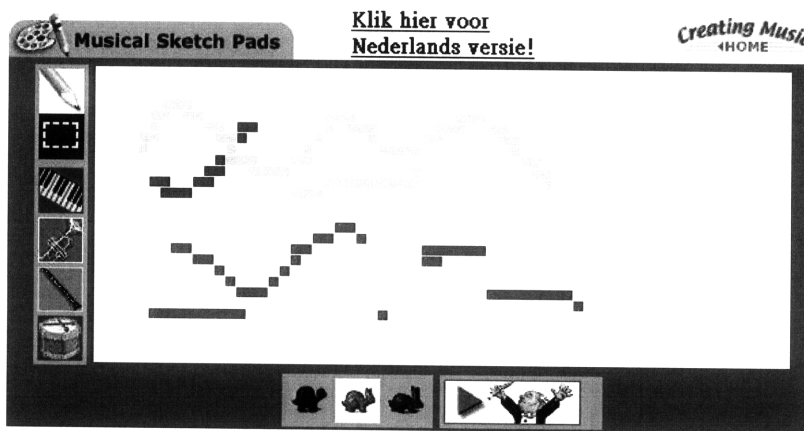 Musical Sketch Pads
Klik hier voor
Nederlands versie!
Creating Music
HOME